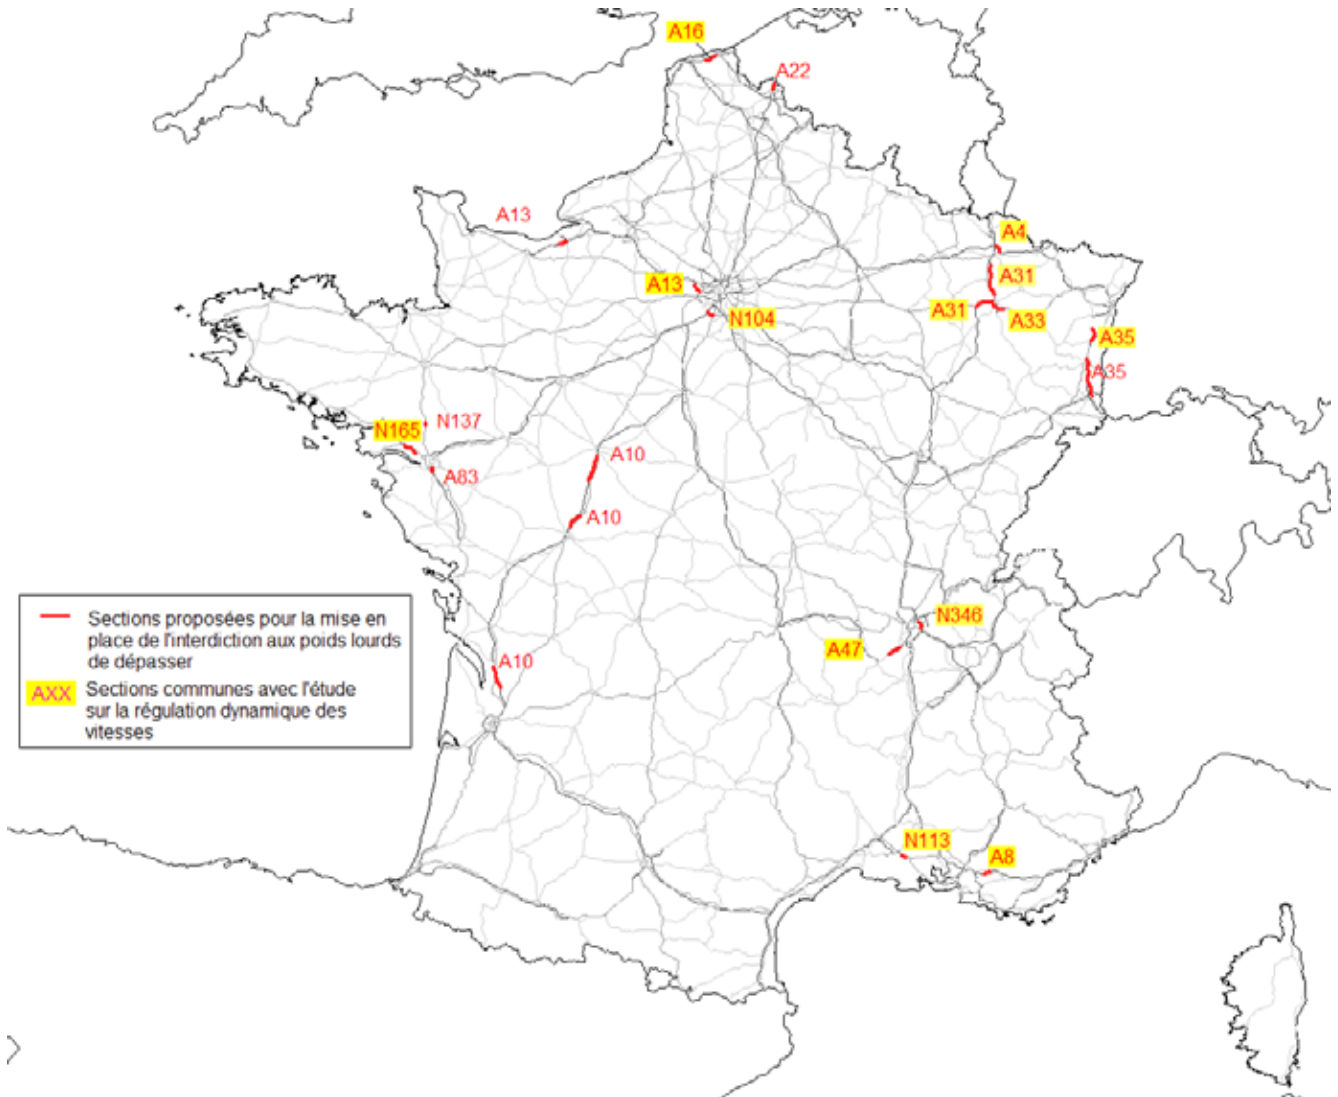 A16
A22
A13
A4
A31
A13
A31
A33
N104
A35
A35
N137
N165
A10
A83
A10
Sections proposées pour la mise en
place de l'interdiction aux poids lourds
de dépasser
N346
A47
A10
AXX
Sections communes avec l'étude
sur la régulation dynamique des
vitesses
N113
A8